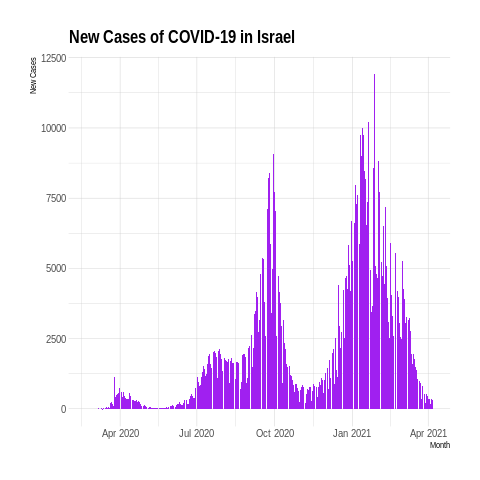 New Cases of COVID-19 in Israel
New Cases
12500
10000
7500
5000
2500
0
Apr 2020 Jul 2020 Oct 2020 Jan 2021 Apr 2021
Month